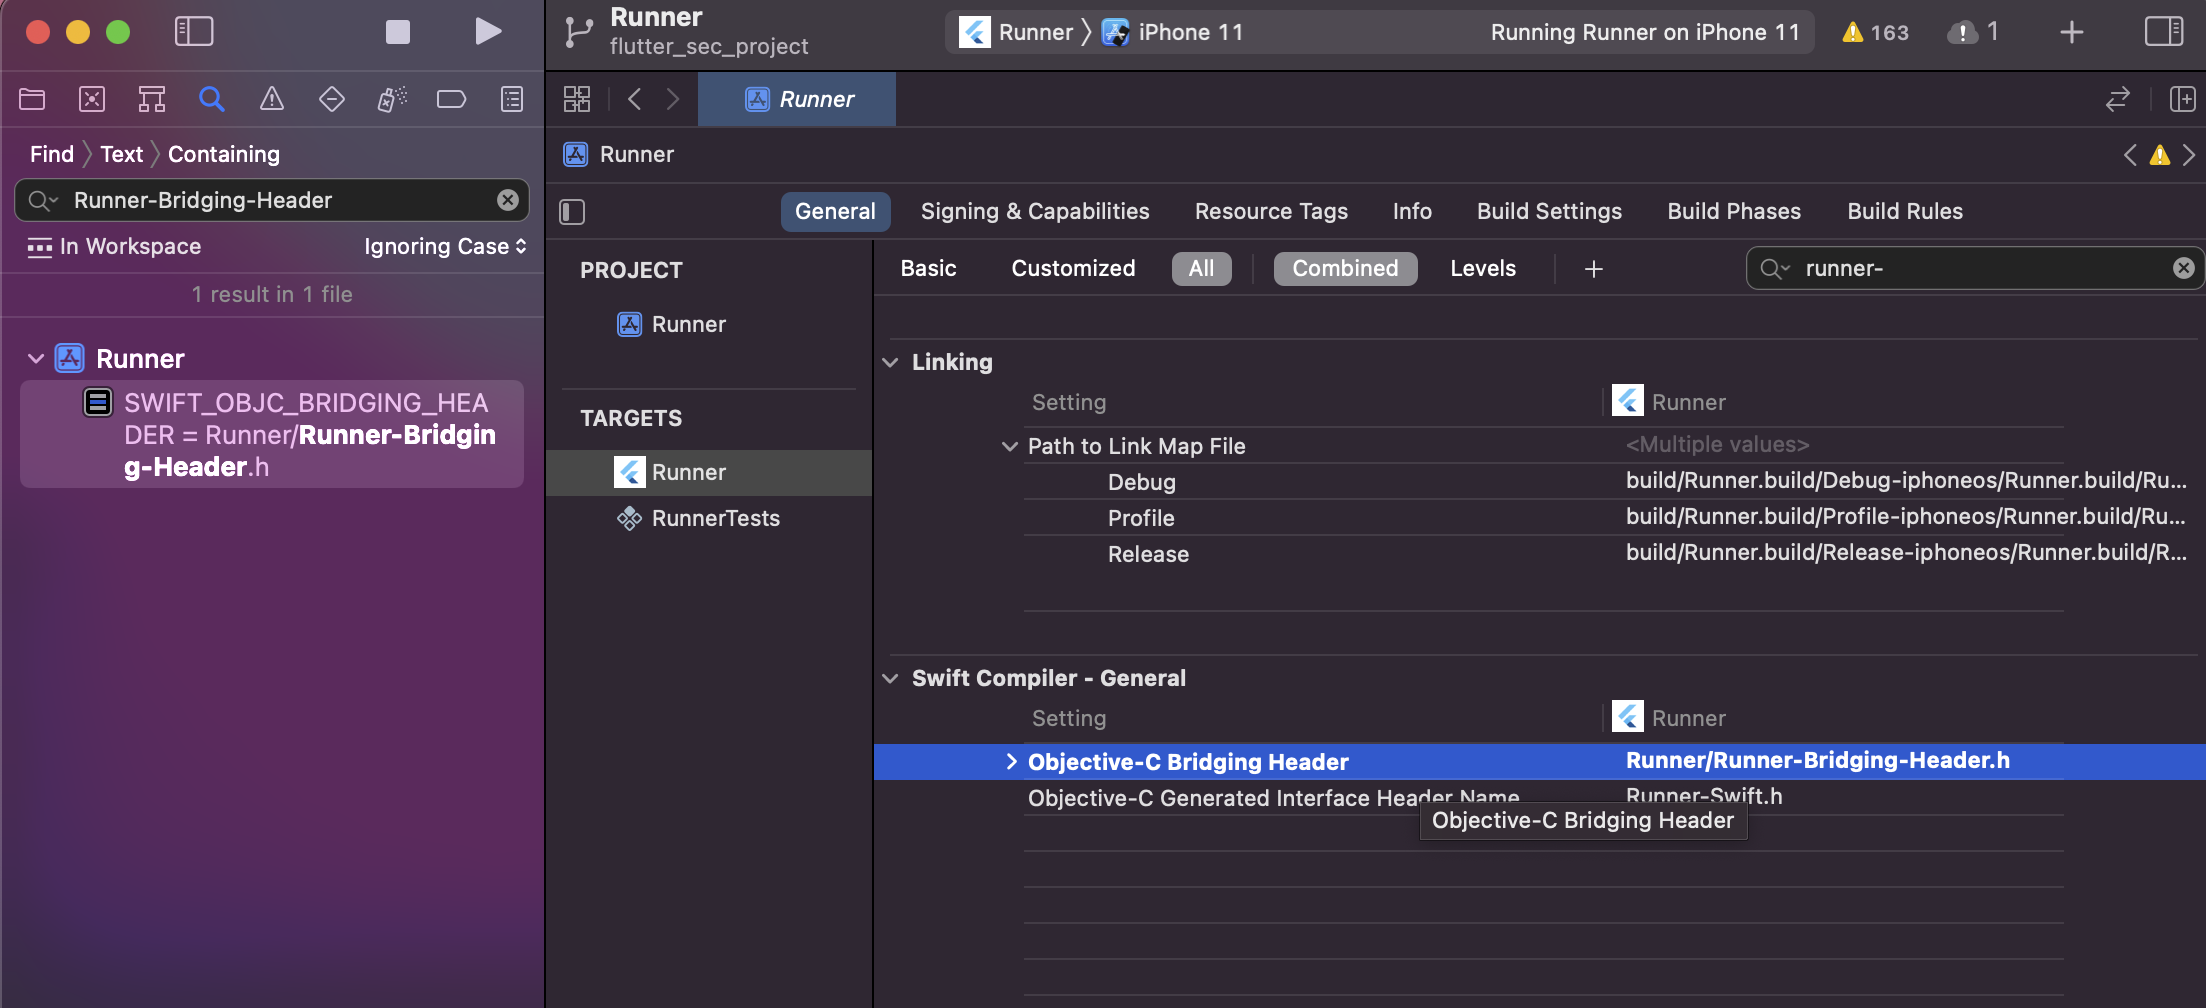 Runner
flutter_sec_project
Runner
iPhone 11
Running Runner on iPhone 11
163
1
Runner
Find
Text
Containing
Runner-Bridging-Header
In Workspace
Ignoring Case
1 result in 1 file
Runner
SWIFT_OBJC_BRIDGING_HEA
DER = Runner/Runner-Bridgin
g-Header.h
Runner
General
Signing & Capabilities
Resource Tags
Info
Build Settings
Build Phases
Build Rules
PROJECT
Runner
TARGETS
Runner
RunnerTests
Basic
Customized
All
Combined
Levels
runner-
Linking
Setting
Runner
Path to Link Map File
<Multiple values>
Debug
build/Runner.build/Debug-iphoneos/Runner.build/Ru...
Profile
build/Runner.build/Profile-iphoneos/Runner.build/Ru...
Release
build/Runner.build/Release-iphoneos/Runner.build/R...
Swift Compiler - General
Setting
Runner
Objective-C Bridging Header
Runner/Runner-Bridging-Header.h
Objective-C Generated Interface Header Name
Runner-Swift.h
Objective-C Bridging Header